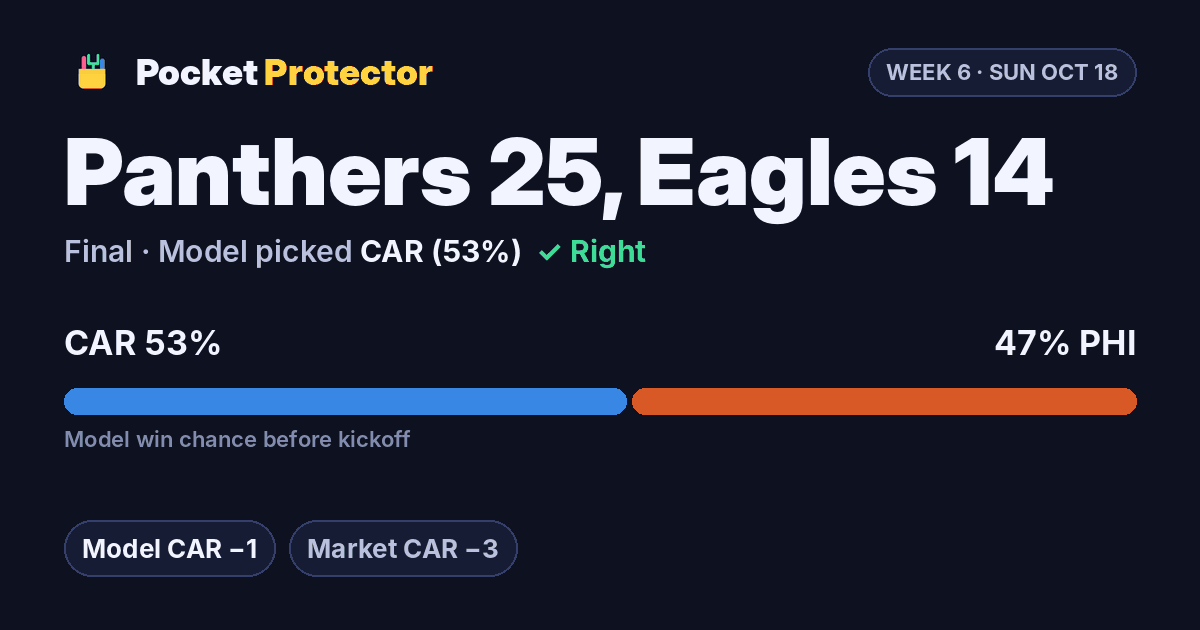 Pocket Protector
WEEK 6 · SUN OCT 18
Panthers 25, Eagles 14
Final · Model picked CAR (53%) ✓ Right
CAR 53%
47% PHI
Model win chance before kickoff
Model CAR −1
Market CAR −3